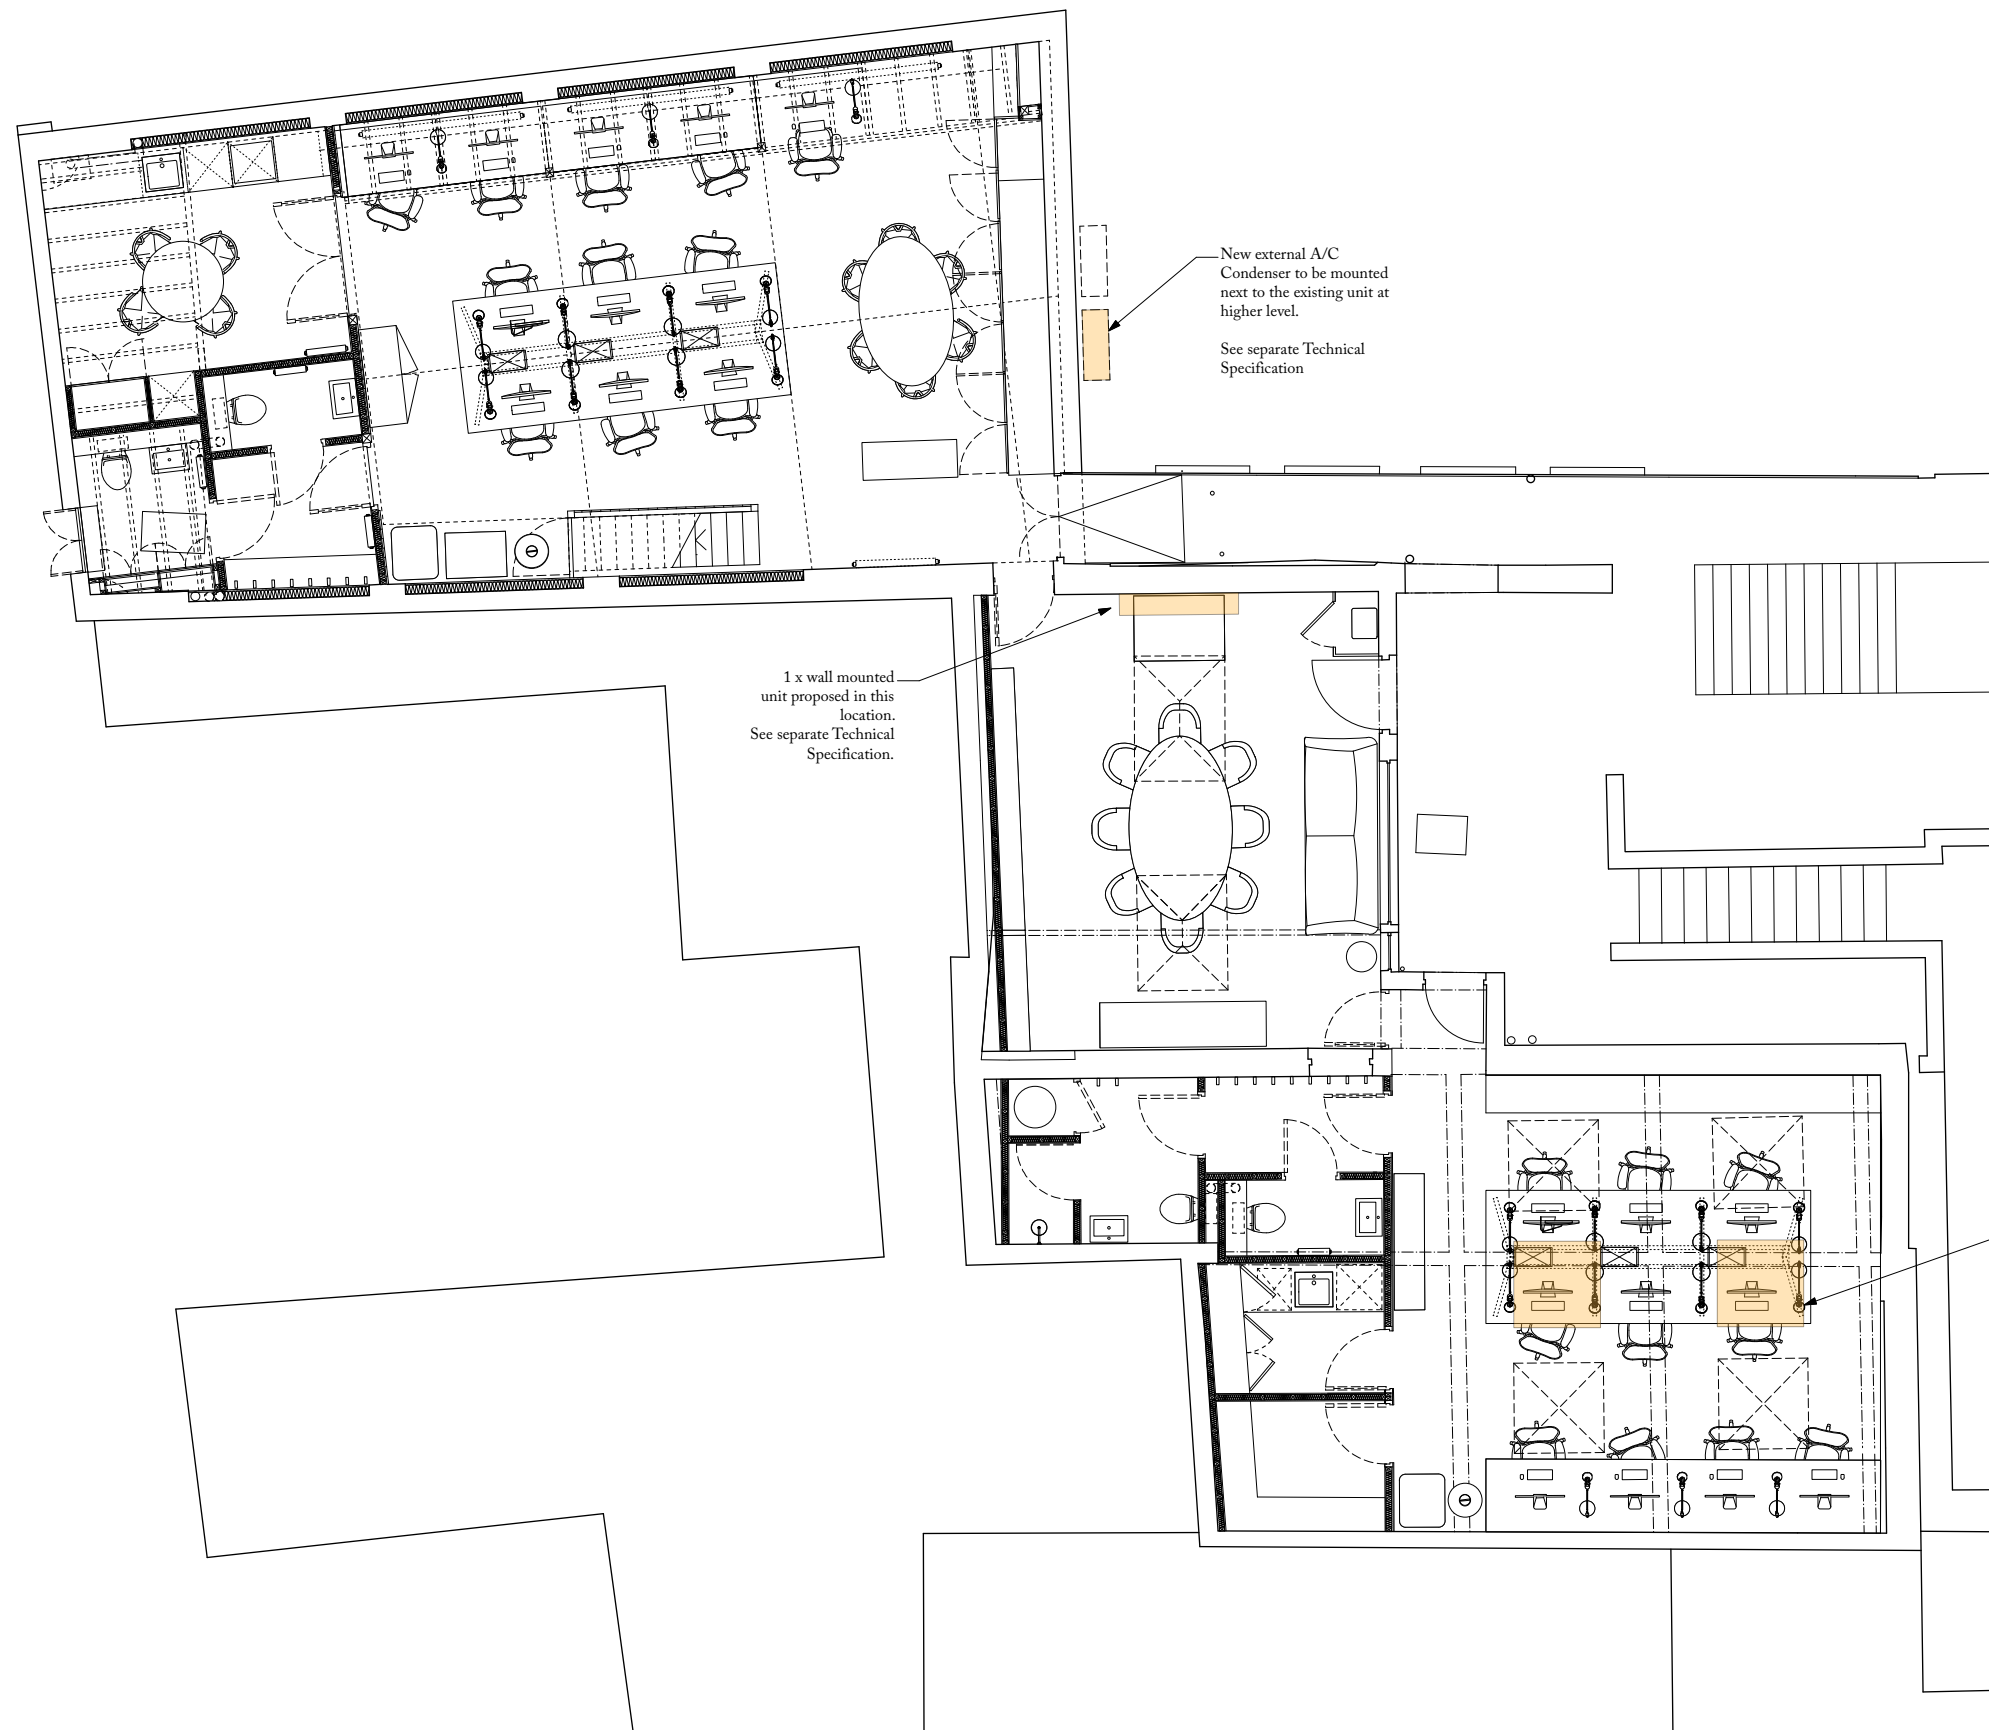 New external A/C
Condenser to be mounted
next to the existing unit at
higher level.
See separate Technical
Specification
1 x wall mounted
unit proposed in this
location.
See separate Technical
Specification.